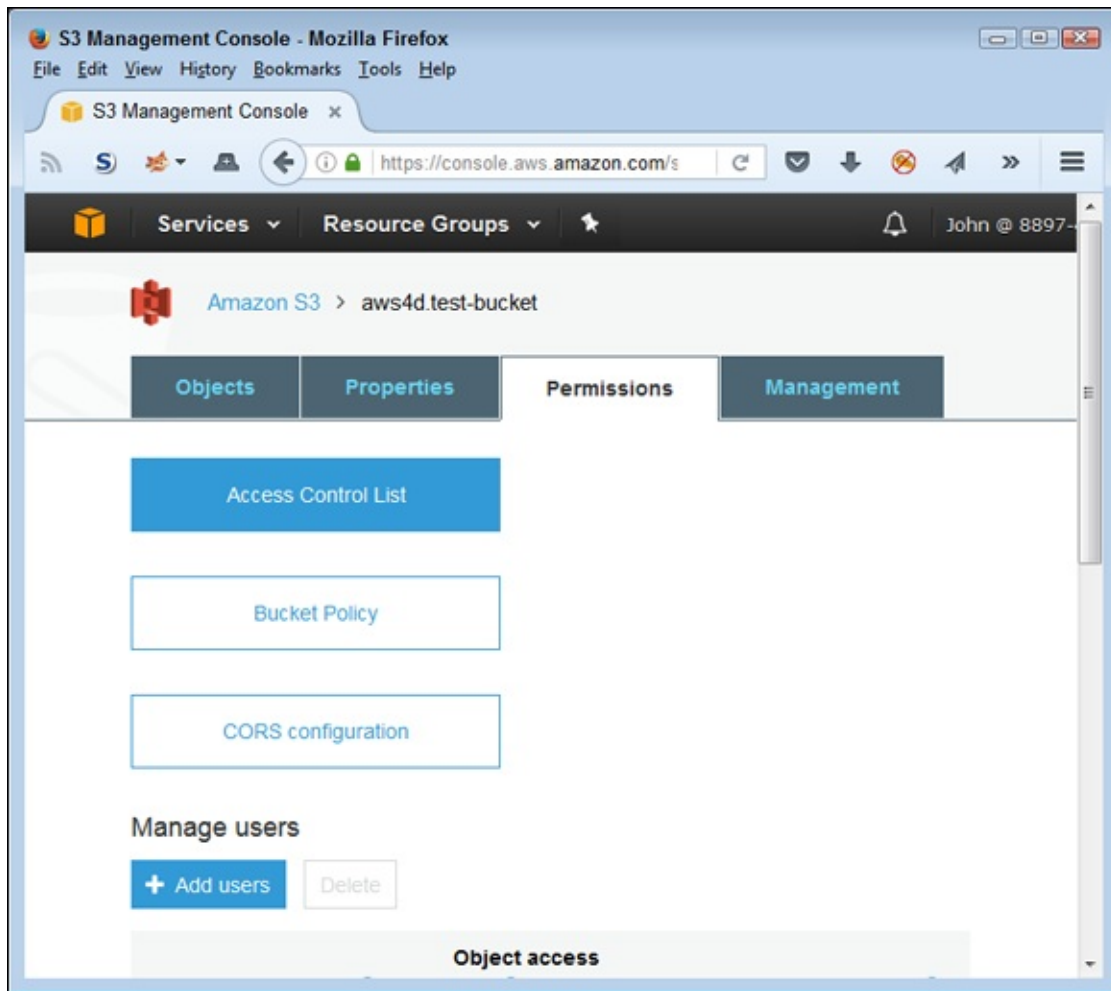 S3 Management Console - Mozilla Firefox
File Edit View History Bookmarks Tools Help
S3 Management Console
https://console.aws.amazon.com/s
Services Resource Groups
John @ 8897-
Amazon S3 > aws4d.test-bucket
Objects Properties Permissions Management
Access Control List
Bucket Policy
CORS configuration
Manage users
+ Add users Delete
Object access